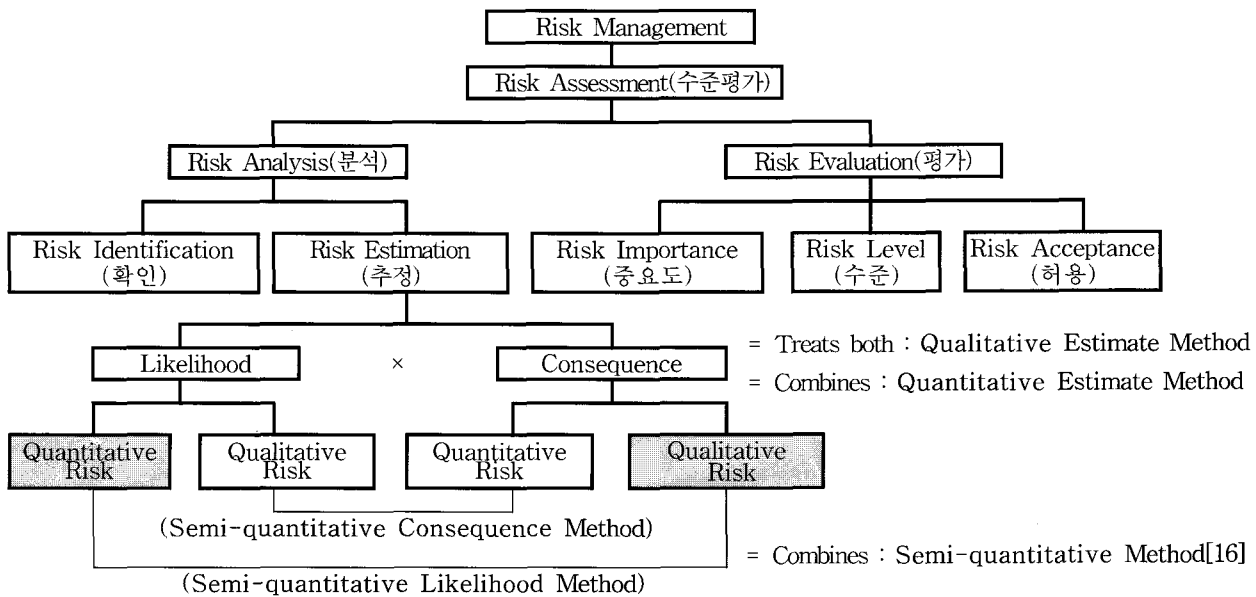 Risk Management
Risk Assessment(수준평가)
Risk Analysis(분석)
Risk Evaluation(평가)
Risk Identification
(확인)
Risk Estimation
(추정)
Risk Importance
(중요도)
Risk Level
(수준)
Risk Acceptance
(허용)
Likelihood
×
Consequence
= Treats both : Qualitative Estimate Method
= Combines : Quantitative Estimate Method
Quantitative
Risk
Qualitative
Risk
Quantitative
Risk
Qualitative
Risk
(Semi-quantitative Consequence Method)
= Combines : Semi-quantitative Method[16]
(Semi-quantitative Likelihood Method)